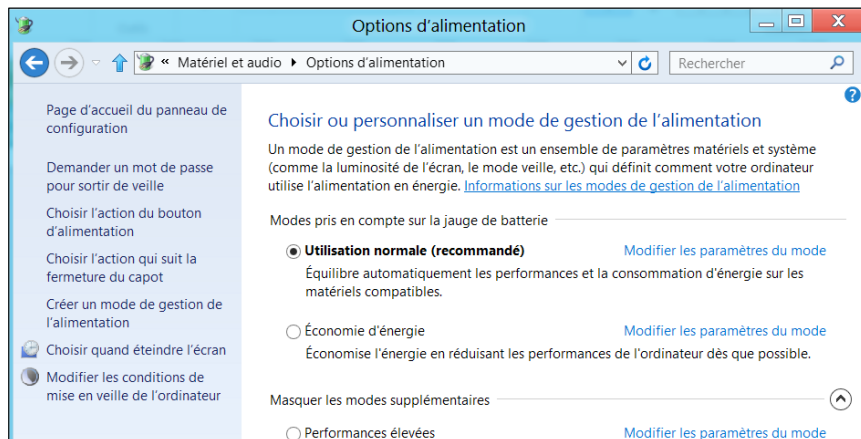 Options d'alimentation
« Matériel et audio ▸ Options d'alimentation
Rechercher
Page d'accueil du panneau de
configuration
Demander un mot de passe
pour sortir de veille
Choisir l'action du bouton
d'alimentation
Choisir l'action qui suit la
fermeture du capot
Créer un mode de gestion de
l'alimentation
Choisir quand éteindre l'écran
Modifier les conditions de
mise en veille de l'ordinateur
Choisir ou personnaliser un mode de gestion de l'alimentation
Un mode de gestion de l'alimentation est un ensemble de paramètres matériels et système
(comme la luminosité de l'écran, le mode veille, etc.) qui définit comment votre ordinateur
utilise l'alimentation en énergie. Informations sur les modes de gestion de l'alimentation
Modes pris en compte sur la jauge de batterie
Utilisation normale (recommandé) Modifier les paramètres du mode
Équilibre automatiquement les performances et la consommation d'énergie sur les
matériels compatibles.
Économie d'énergie Modifier les paramètres du mode
Économise l'énergie en réduisant les performances de l'ordinateur dès que possible.
Masquer les modes supplémentaires
Performances élevées Modifier les paramètres du mode